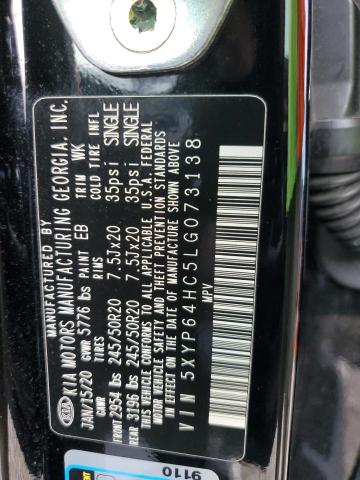 MANUFACTURED BY
KIA KIA MOTORS MANUFACTURING GEORGIA, INC.
JAN/15/20 GVWR 5776 lbs PAINT EB TRIM WK
GWR TIRES RIMS COLD TIRE INFL
FRONT 2954 lbs 245/50R20 7.5Jx20 35psi SINGLE
REAR 3196 lbs 245/50R20 7.5Jx20 35psi SINGLE
THIS VEHICLE CONFORMS TO ALL APPLICABLE U.S.A. FEDERAL
MOTOR VEHICLE SAFETY AND THEFT PREVENTION STANDARDS
IN EFFECT ON THE DATE OF MANUFACTURE SHOWN ABOVE
VIN 5XYP64HC5LG073138
MPV
9110